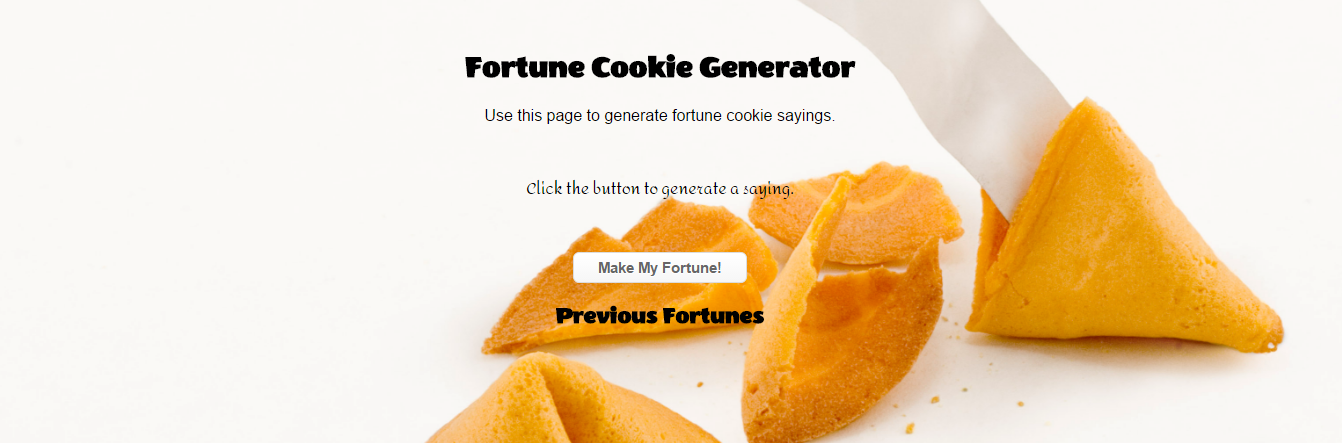 Fortune Cookie Generator
Use this page to generate fortune cookie sayings.
Click the button to generate a saying.
Make My Fortune!
Previous Fortunes